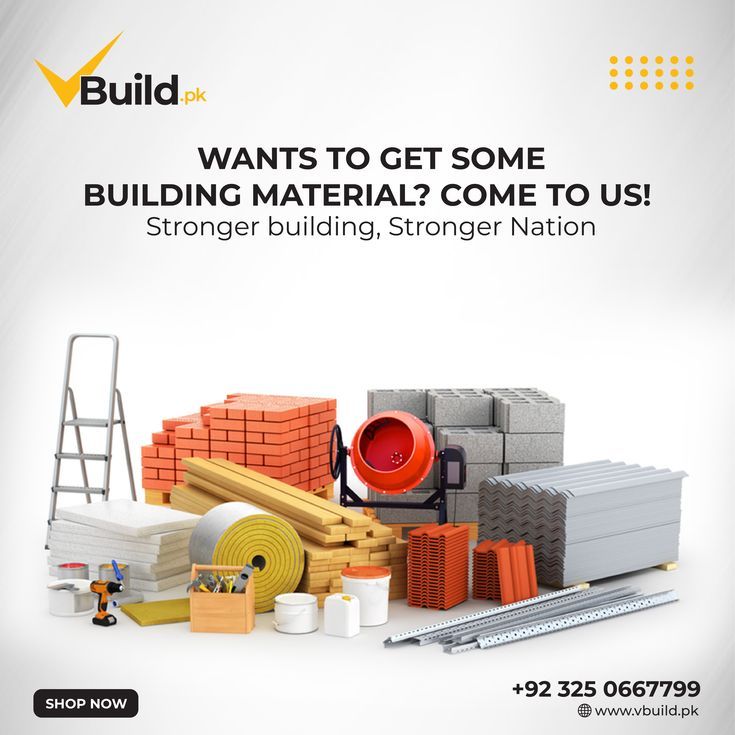 VBuild.pk
WANTS TO GET SOME
BUILDING MATERIAL? COME TO US!
Stronger building, Stronger Nation
SHOP NOW
+92 325 0667799
www.vbuild.pk